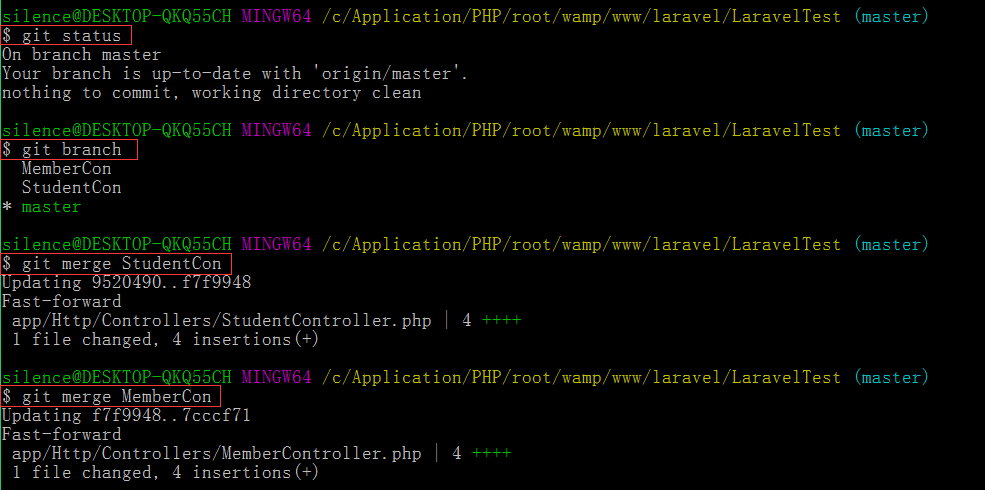 silence@DESKTOP-QKQ55CH MINGW64 /c/Application/PHP/root/wamp/www/laravel/LaravelTest (master)
$ git status
On branch master
Your branch is up-to-date with 'origin/master'.
nothing to commit, working directory clean
silence@DESKTOP-QKQ55CH MINGW64 /c/Application/PHP/root/wamp/www/laravel/LaravelTest (master)
$ git branch
  MemberCon
  StudentCon
* master
silence@DESKTOP-QKQ55CH MINGW64 /c/Application/PHP/root/wamp/www/laravel/LaravelTest (master)
$ git merge StudentCon
Updating 9520490..f7f9948
Fast-forward
 app/Http/Controllers/StudentController.php | 4 ++++
 1 file changed, 4 insertions(+)
silence@DESKTOP-QKQ55CH MINGW64 /c/Application/PHP/root/wamp/www/laravel/LaravelTest (master)
$ git merge MemberCon
Updating f7f9948..7cccf71
Fast-forward
 app/Http/Controllers/MemberController.php | 4 ++++
 1 file changed, 4 insertions(+)